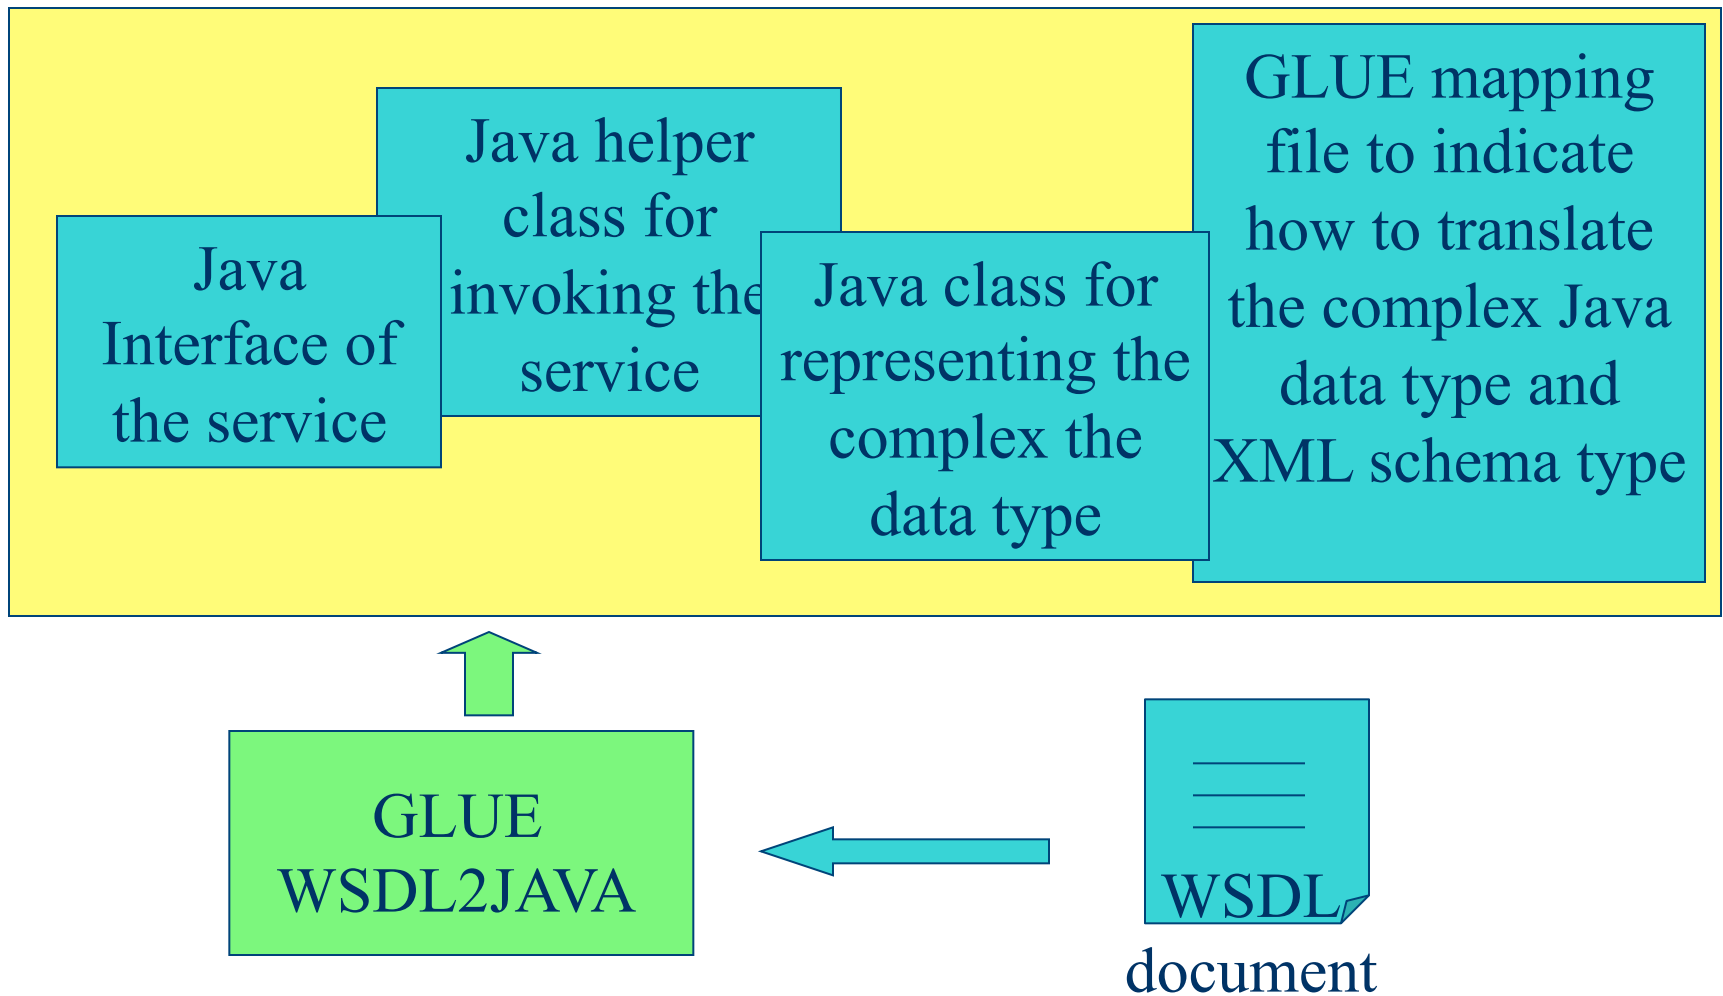 Java
Interface of
the service
Java helper
class for
invoking the
service
Java class for
representing the
complex the
data type
GLUE mapping
file to indicate
how to translate
the complex Java
data type and
XML schema type
GLUE
WSDL2JAVA
WSDL
document